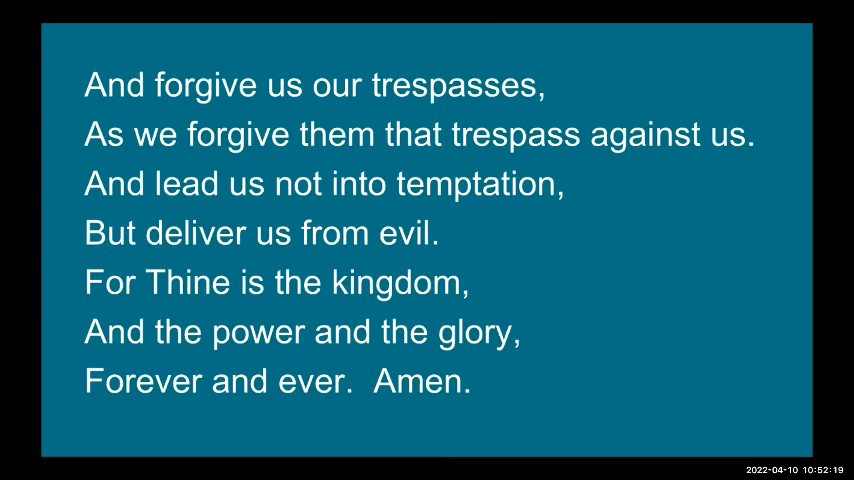 And forgive us our trespasses,
As we forgive them that trespass against us.
And lead us not into temptation,
But deliver us from evil.
For Thine is the kingdom,
And the power and the glory,
Forever and ever.  Amen.
2022-04-10 10:52:19